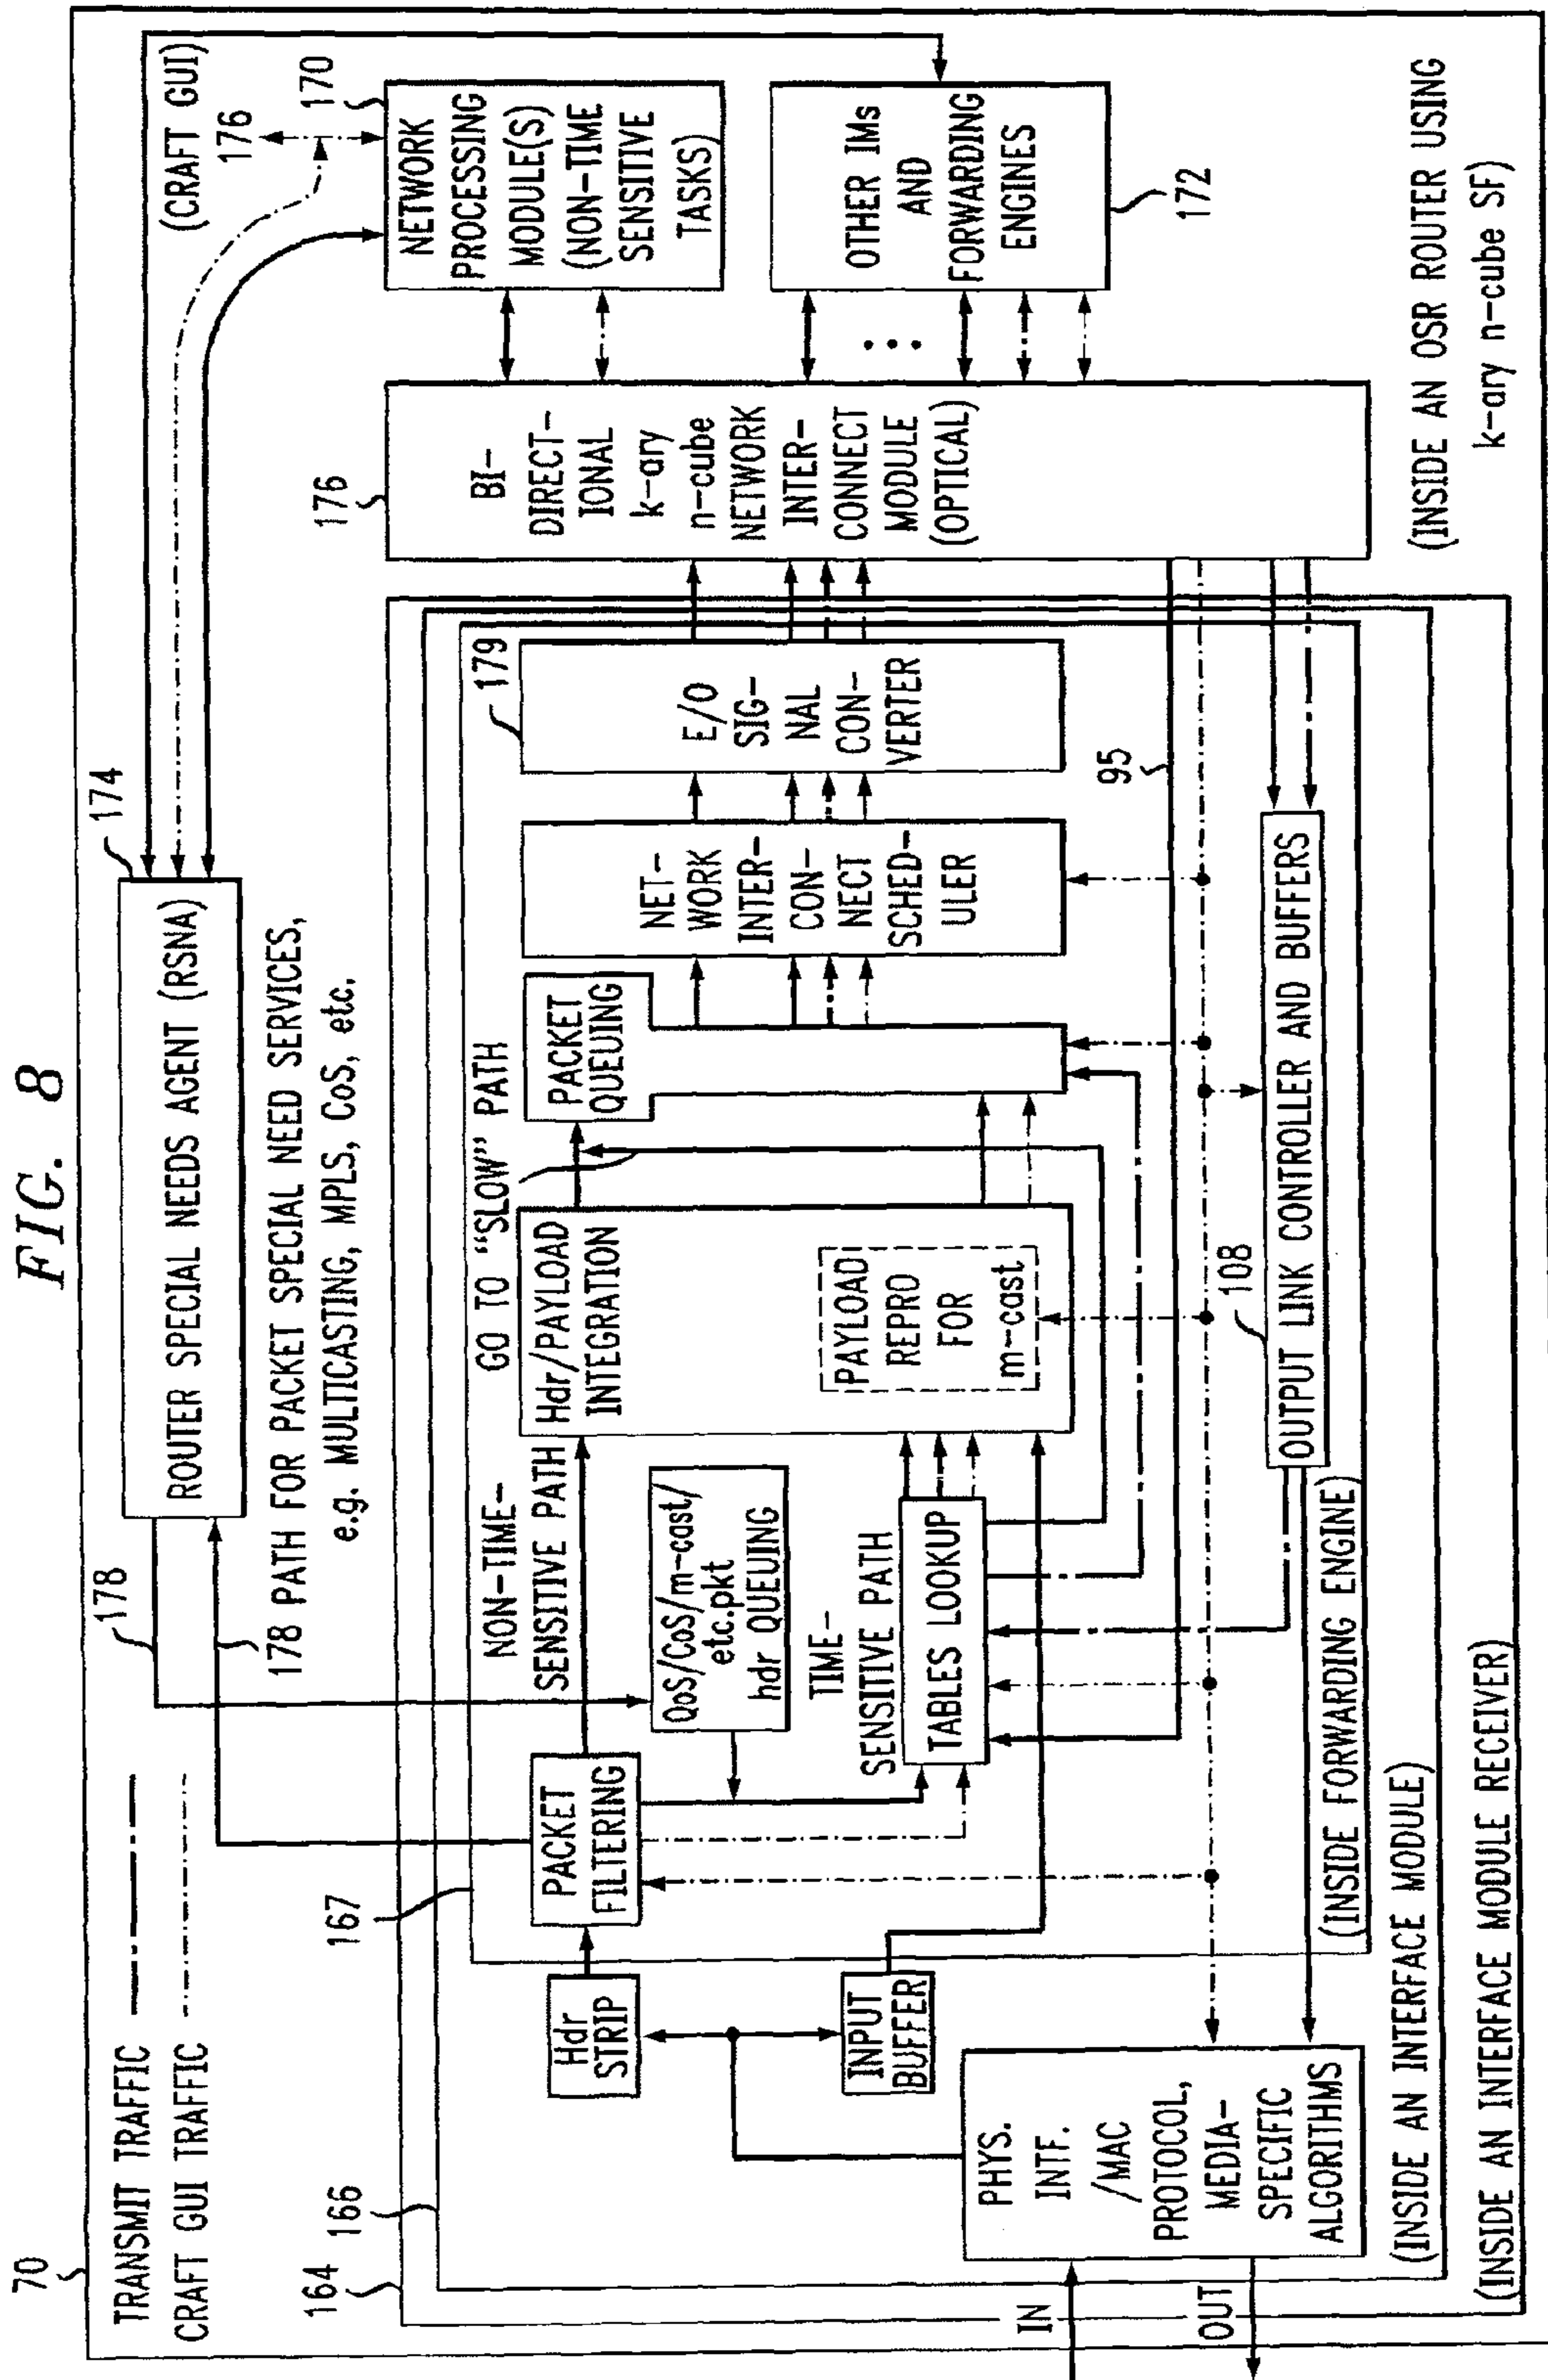 FIG. 8
70
TRANSMIT TRAFFIC
CRAFT GUI TRAFFIC
178
174
ROUTER SPECIAL NEEDS AGENT (RSNA)
178 PATH FOR PACKET SPECIAL NEED SERVICES,
e.g. MULTICASTING, MPLS, CoS, etc.
(CRAFT GUI)
176
170
NETWORK
PROCESSING
MODULE(S)
(NON-TIME
SENSITIVE
TASKS)
OTHER IMs
AND
FORWARDING
ENGINES
172
176
BI-
DIRECT-
IONAL
k-ary
n-cube
NETWORK
INTER-
CONNECT
MODULE
(OPTICAL)
164
166
167
Hdr
STRIP
INPUT
BUFFER
PHYS.
INTF.
/MAC
PROTOCOL,
MEDIA-
SPECIFIC
ALGORITHMS
IN
OUT
PACKET
FILTERING
NON-TIME-
SENSITIVE PATH
QoS/CoS/m-cast/
etc.pkt
hdr QUEUING
TIME-
SENSITIVE PATH
TABLES LOOKUP
GO TO "SLOW" PATH
Hdr/PAYLOAD
INTEGRATION
PAYLOAD
REPRO
FOR
m-cast
PACKET
QUEUING
NET-
WORK
INTER-
CON-
NECT
SCHED-
ULER
179
E/O
SIG-
NAL
CON-
VERTER
95
108
OUTPUT LINK CONTROLLER AND BUFFERS
(INSIDE FORWARDING ENGINE)
(INSIDE AN INTERFACE MODULE)
(INSIDE AN INTERFACE MODULE RECEIVER)
(INSIDE AN OSR ROUTER USING
k-ary n-cube SF)